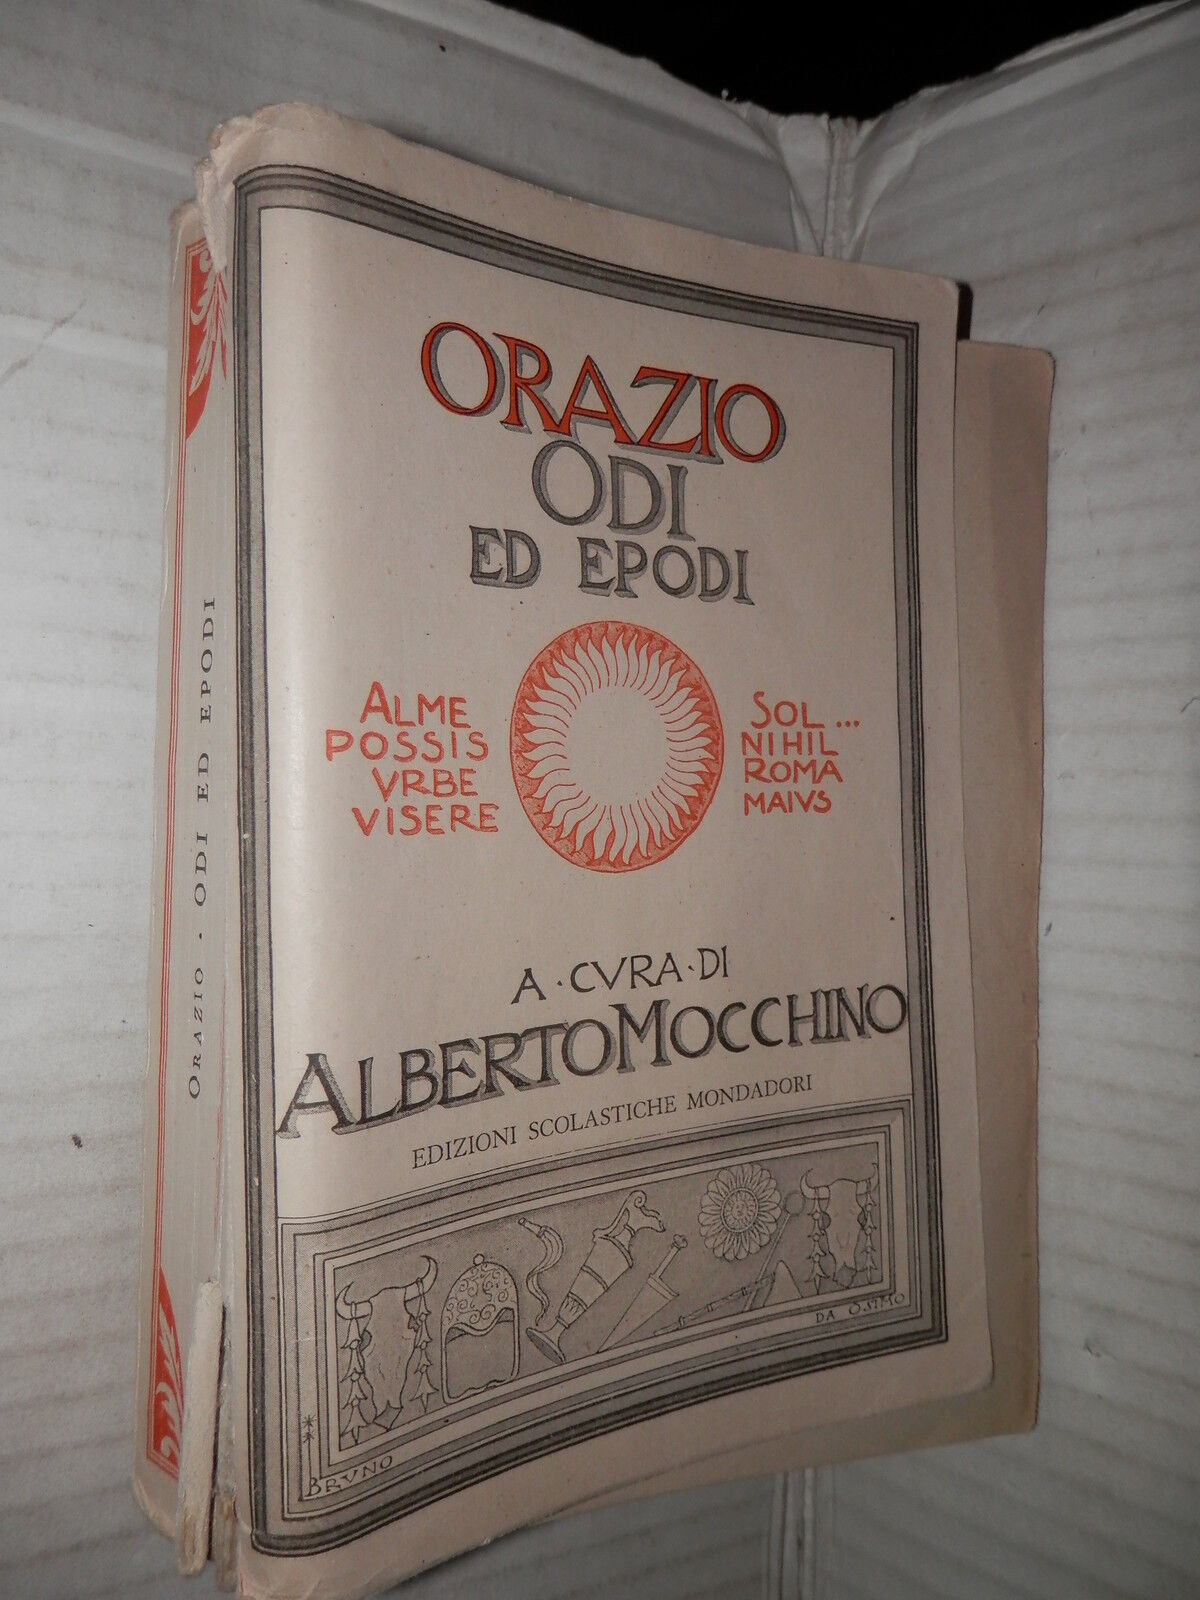 ORAZIO
ODI
ED EPODI
ALME SOL...
POSSIS NIHIL
VRBE ROMA
VISERE MAIVS
A · CVRA · DI
ALBERTO MOCCHINO
EDIZIONI SCOLASTICHE MONDADORI
BRVNO
DA OSIMO
ORAZIO · ODI ED EPODI